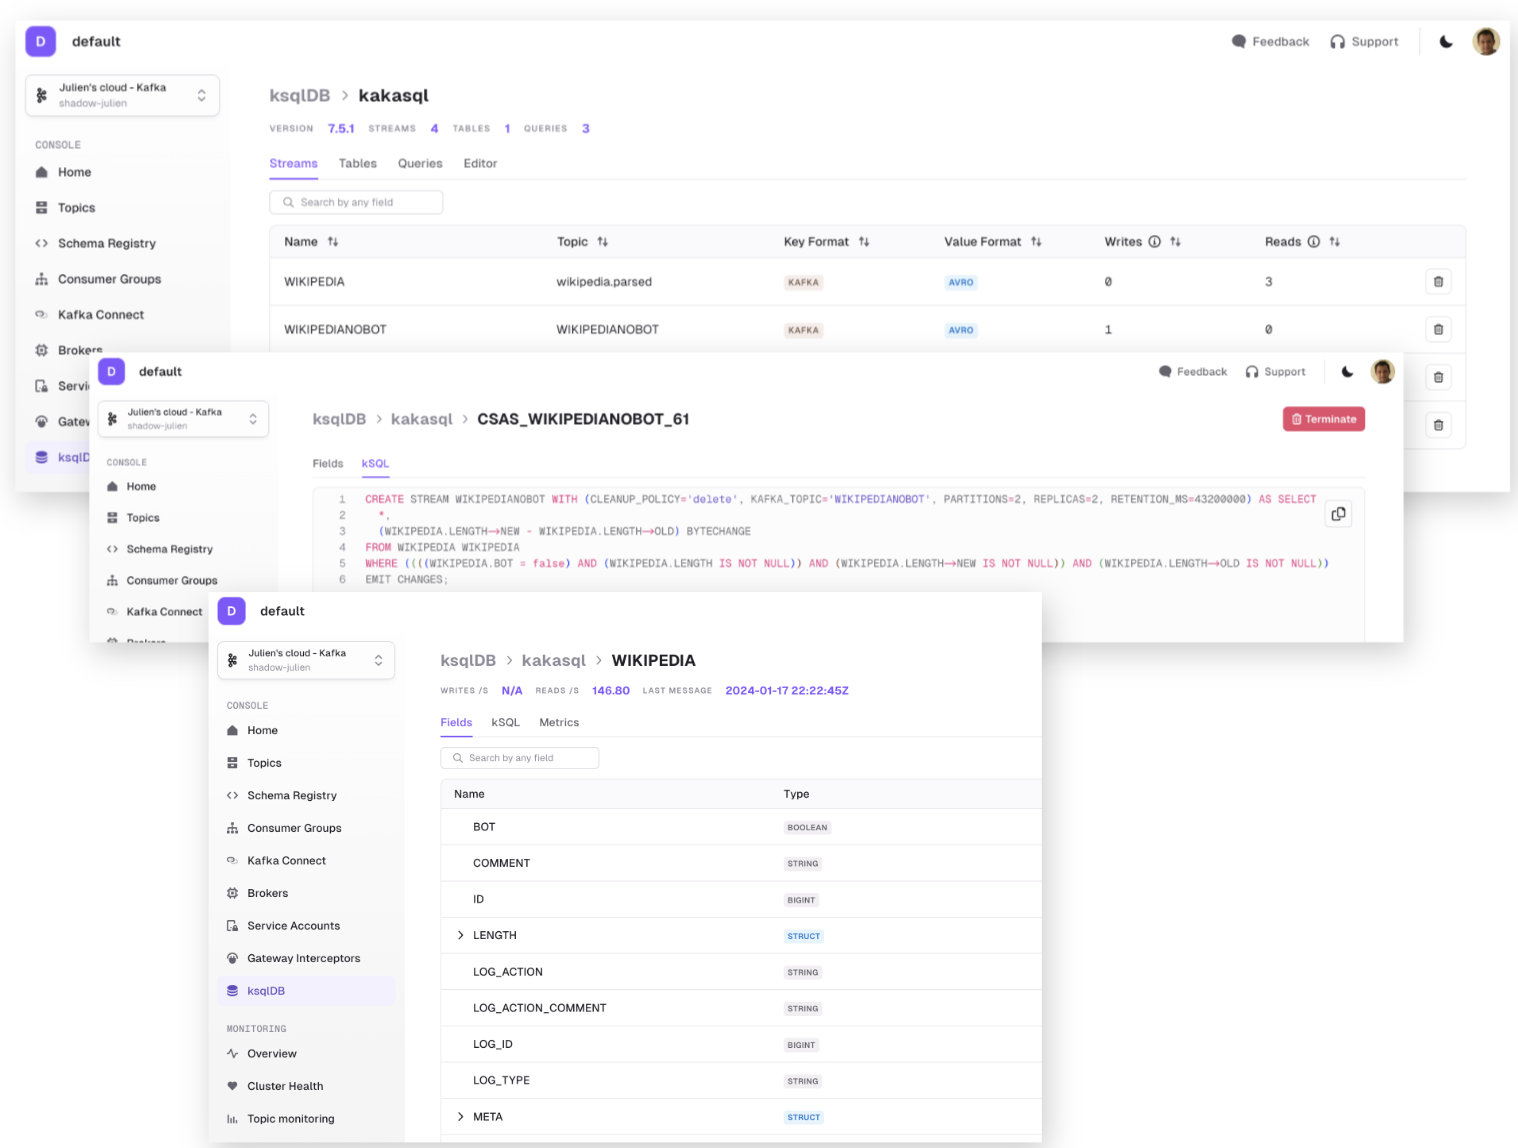 D default Feedback Support
Julien's cloud - Kafka
shadow-julien
ksqlDB > kakasql
VERSION 7.5.1 STREAMS 4 TABLES 1 QUERIES 3
CONSOLE
Streams Tables Queries Editor
Home
Search by any field
Topics
Schema Registry
Name Topic Key Format Value Format Writes Reads
Consumer Groups
WIKIPEDIA wikipedia.parsed KAFKA AVRO 0 3
Kafka Connect
WIKIPEDIANOBOT WIKIPEDIANOBOT KAFKA AVRO 1 0
Brokers
Servi
Gatew
ksqlD
D default Feedback Support
Julien's cloud - Kafka
shadow-julien
ksqlDB > kakasql > CSAS_WIKIPEDIANOBOT_61 Terminate
CONSOLE
Fields kSQL
Home
Topics
Schema Registry
Consumer Groups
Kafka Connect
Brokers
1 CREATE STREAM WIKIPEDIANOBOT WITH (CLEANUP_POLICY='delete', KAFKA_TOPIC='WIKIPEDIANOBOT', PARTITIONS=2, REPLICAS=2, RETENTION_MS=43200000) AS SELECT
2 *,
3 (WIKIPEDIA.LENGTH->NEW - WIKIPEDIA.LENGTH->OLD) BYTECHANGE
4 FROM WIKIPEDIA WIKIPEDIA
5 WHERE ((((WIKIPEDIA.BOT = false) AND (WIKIPEDIA.LENGTH IS NOT NULL)) AND (WIKIPEDIA.LENGTH->NEW IS NOT NULL)) AND (WIKIPEDIA.LENGTH->OLD IS NOT NULL))
6 EMIT CHANGES;
D default
Julien's cloud - Kafka
shadow-julien
CONSOLE
Home
Topics
Schema Registry
Consumer Groups
Kafka Connect
Brokers
Service Accounts
Gateway Interceptors
ksqlDB
MONITORING
Overview
Cluster Health
Topic monitoring
ksqlDB > kakasql > WIKIPEDIA
WRITES /S N/A READS /S 146.80 LAST MESSAGE 2024-01-17 22:22:45Z
Fields kSQL Metrics
Search by any field
Name Type
BOT BOOLEAN
COMMENT STRING
ID BIGINT
LENGTH STRUCT
LOG_ACTION STRING
LOG_ACTION_COMMENT STRING
LOG_ID BIGINT
LOG_TYPE STRING
META STRUCT